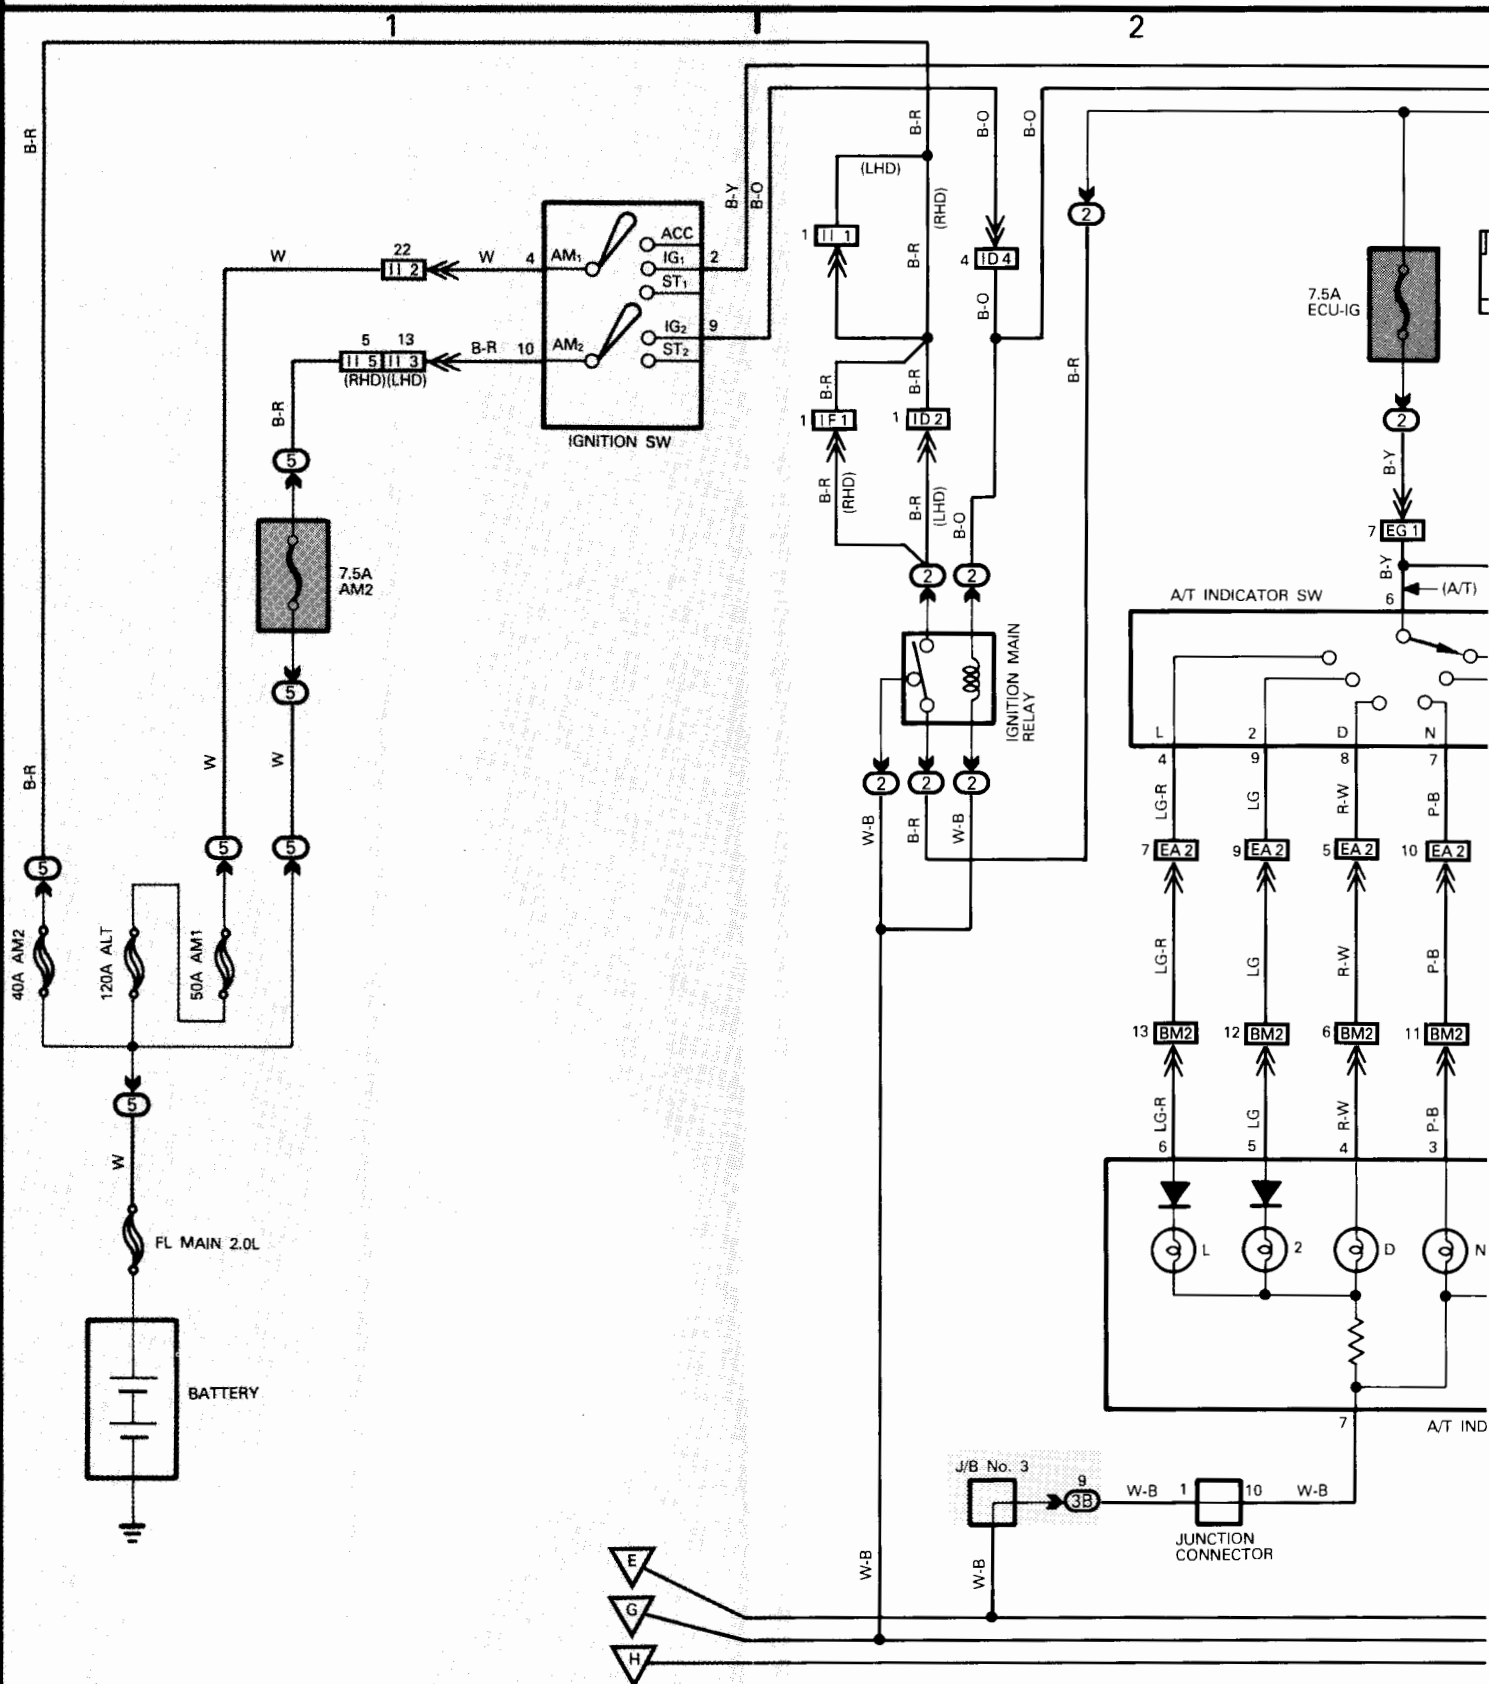 1
2
B-R
B-R
B-R
B-Y
B-O
B-O
B-O
(LHD)
(RHD)
1 II 1
B-R
4 ID 4
B-O
2
W
22
II 2
W
4
AM1
ACC
IG1
2
ST1
5
13
II 5
II 3
(RHD)
(LHD)
B-R
10
AM2
IG2
9
ST2
IGNITION SW
7.5A
ECU-IG
B-R
B-R
B-R
B-R
1 IF 1
1 ID 2
2
5
B-Y
B-R
(RHD)
B-R
(LHD)
B-O
7 EG 1
B-Y
(A/T)
7.5A
AM2
2
2
A/T INDICATOR SW
6
IGNITION MAIN
RELAY
5
W
W
B-R
L
2
D
N
4
9
8
7
2
2
2
W-B
B-R
W-B
LG-R
LG
R-W
P-B
5
5
5
7 EA 2
9 EA 2
5 EA 2
10 EA 2
40A AM2
120A ALT
50A AM1
LG-R
LG
R-W
P-B
13 BM2
12 BM2
6 BM2
11 BM2
5
W
LG-R
LG
R-W
P-B
6
5
4
3
FL MAIN 2.0L
L
2
D
N
BATTERY
7
A/T IND
J/B No. 3
9
3B
W-B
1
10
W-B
JUNCTION
CONNECTOR
W-B
W-B
E
G
H